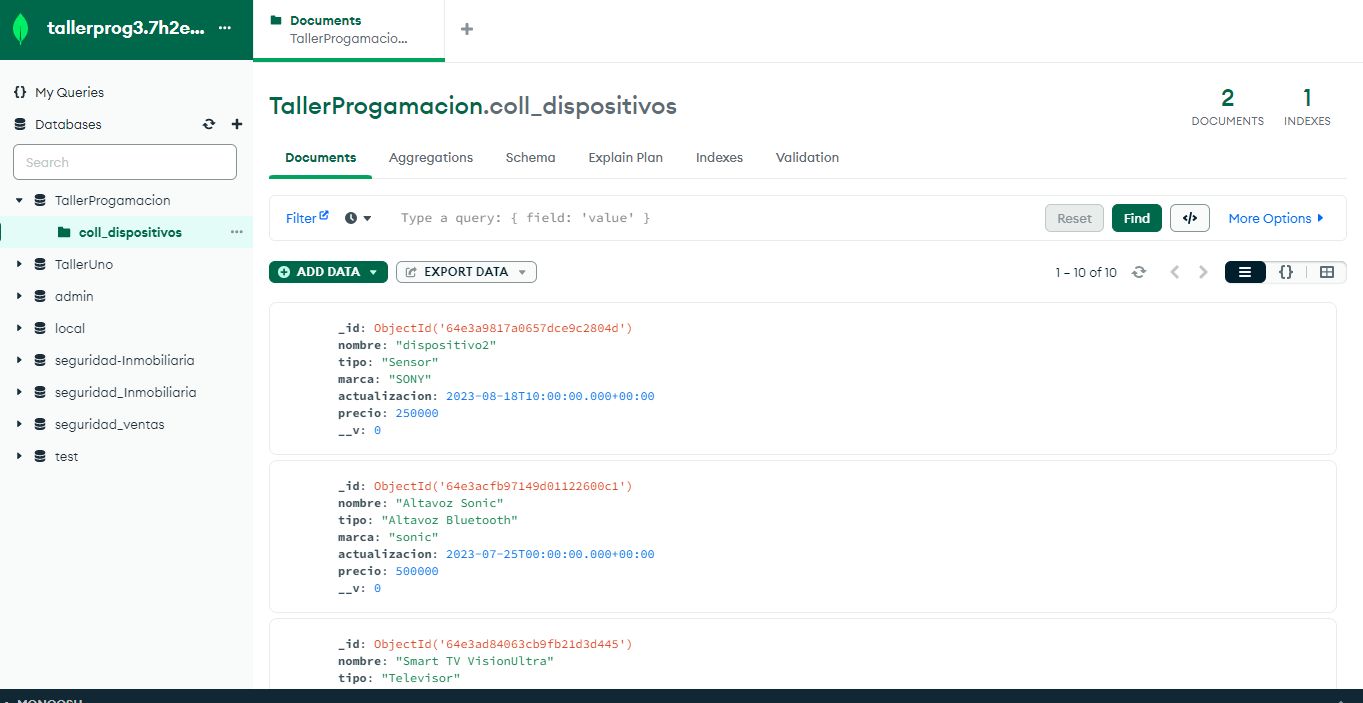 tallerprog3.7h2e... ...
Documents
TallerProgamacio...
My Queries
Databases
Search
TallerProgamacion
coll_dispositivos
TallerUno
admin
local
seguridad-Inmobiliaria
seguridad_Inmobiliaria
seguridad_ventas
test
TallerProgamacion.coll_dispositivos
2
DOCUMENTS
1
INDEXES
Documents Aggregations Schema Explain Plan Indexes Validation
Filter Type a query: { field: 'value' } Reset Find </> More Options
ADD DATA EXPORT DATA 1 – 10 of 10 {}
_id: ObjectId('64e3a9817a0657dce9c2804d')
nombre: "dispositivo2"
tipo: "Sensor"
marca: "SONY"
actualizacion: 2023-08-18T10:00:00.000+00:00
precio: 250000
__v: 0
_id: ObjectId('64e3acfb97149d01122600c1')
nombre: "Altavoz Sonic"
tipo: "Altavoz Bluetooth"
marca: "sonic"
actualizacion: 2023-07-25T00:00:00.000+00:00
precio: 500000
__v: 0
_id: ObjectId('64e3ad84063cb9fb21d3d445')
nombre: "Smart TV VisionUltra"
tipo: "Televisor"
MONGOSH